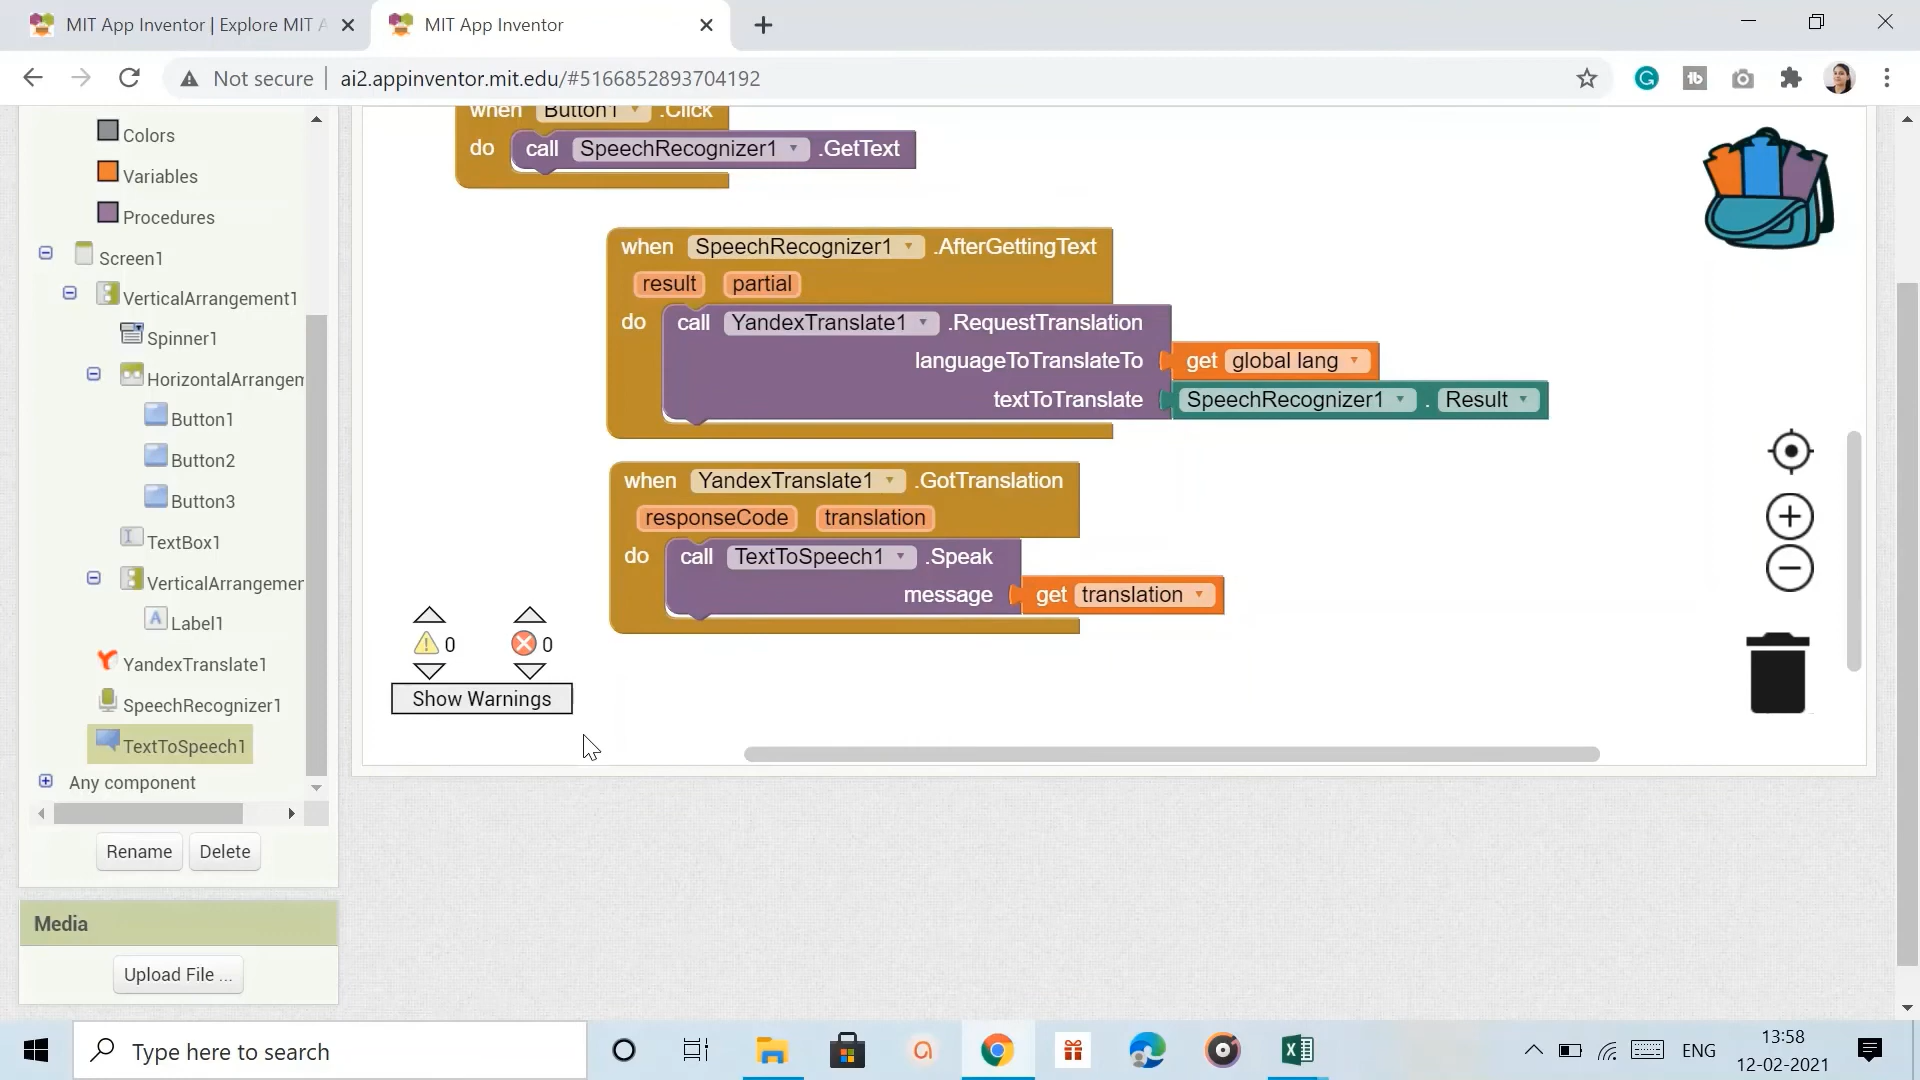 MIT App Inventor | Explore MIT A
MIT App Inventor
Not secure
ai2.appinventor.mit.edu/#5166852893704192
Colors
Variables
Procedures
Screen1
VerticalArrangement1
Spinner1
HorizontalArrangem
Button1
Button2
Button3
TextBox1
VerticalArrangemer
Label1
YandexTranslate1
SpeechRecognizer1
TextToSpeech1
Any component
Rename
Delete
Media
Upload File ...
when Button1 .Click
do call SpeechRecognizer1 .GetText
when SpeechRecognizer1 .AfterGettingText
result partial
do call YandexTranslate1 .RequestTranslation
languageToTranslateTo get global lang
textToTranslate SpeechRecognizer1 . Result
when YandexTranslate1 .GotTranslation
responseCode translation
do call TextToSpeech1 .Speak
message get translation
0 0
Show Warnings
Type here to search
ENG
13:58
12-02-2021